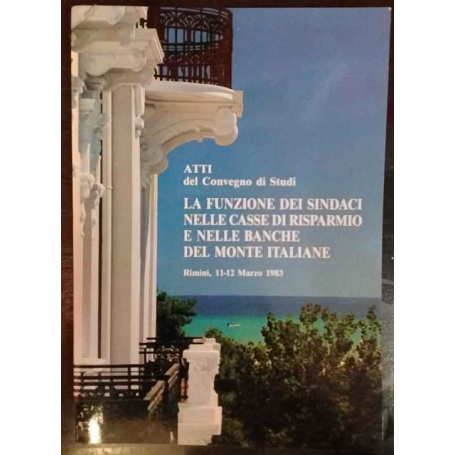 ATTI
del Convegno di Studi
LA FUNZIONE DEI SINDACI
NELLE CASSE DI RISPARMIO
E NELLE BANCHE
DEL MONTE ITALIANE
Rimini, 11-12 Marzo 1983